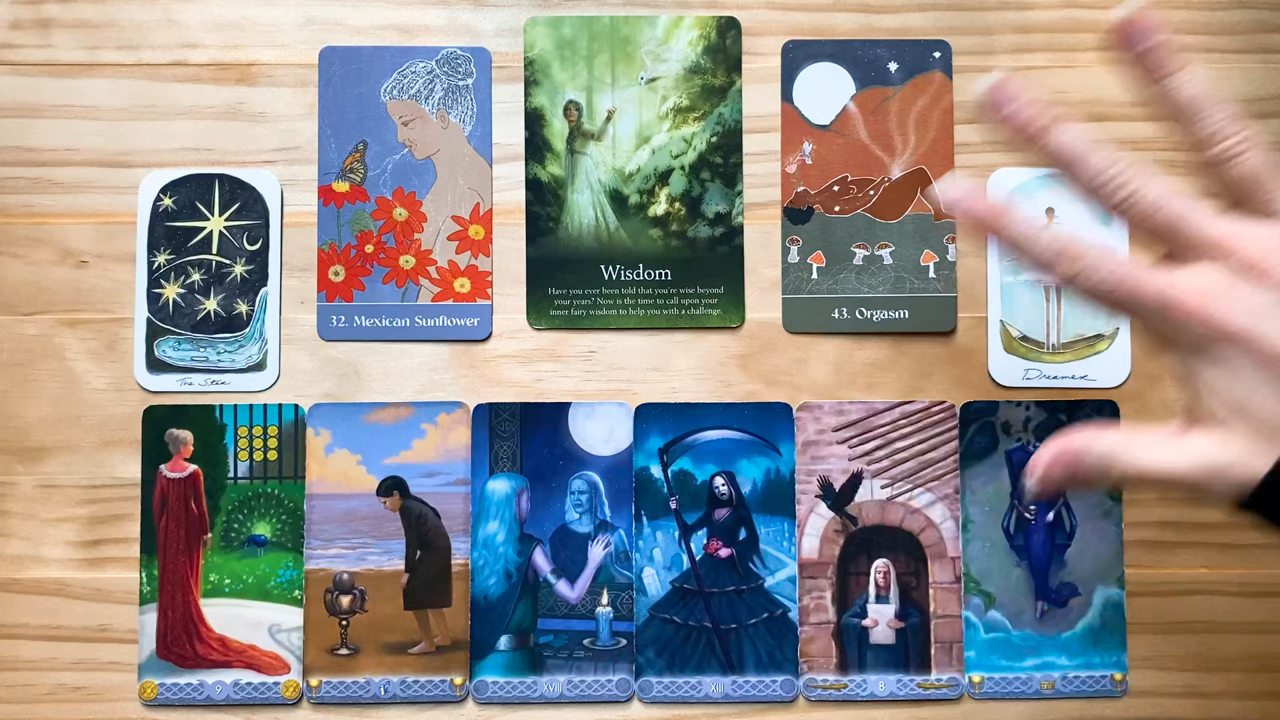 32. Mexican Sunflower
Wisdom
Have you ever been told that you're wise beyond
your years? Now is the time to call upon your
inner fairy wisdom to help you with a challenge.
43. Orgasm
The Star
Dreamer
9
XVIII
XIII
8